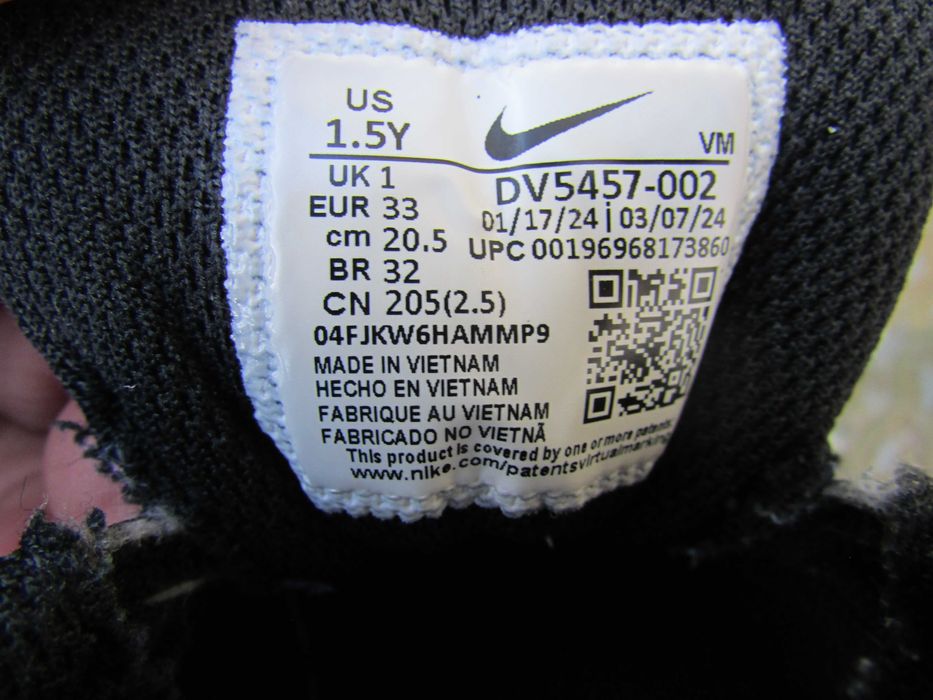 US
1.5Y
VM
UK 1
EUR 33
cm 20.5
BR 32
CN 205(2.5)
DV5457-002
01/17/24 | 03/07/24
UPC 00196968173860
04FJKW6HAMMP9
MADE IN VIETNAM
HECHO EN VIETNAM
FABRIQUE AU VIETNAM
FABRICADO NO VIETNÃ
This product is covered by one or more patents.
www.nike.com/patentsvirtualmarking